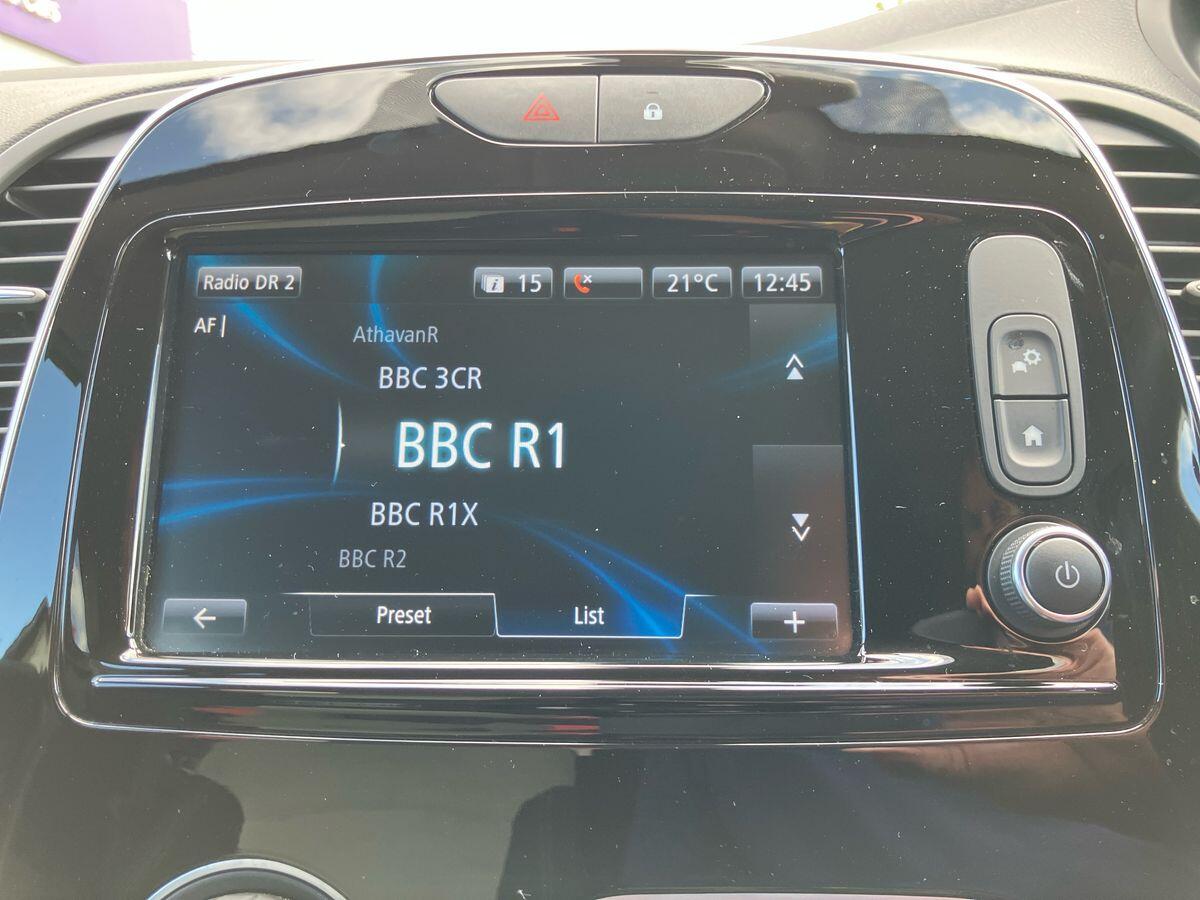 Radio DR 2
15
21°C
12:45
AF
AthavanR
BBC 3CR
BBC R1
BBC R1X
BBC R2
Preset
List